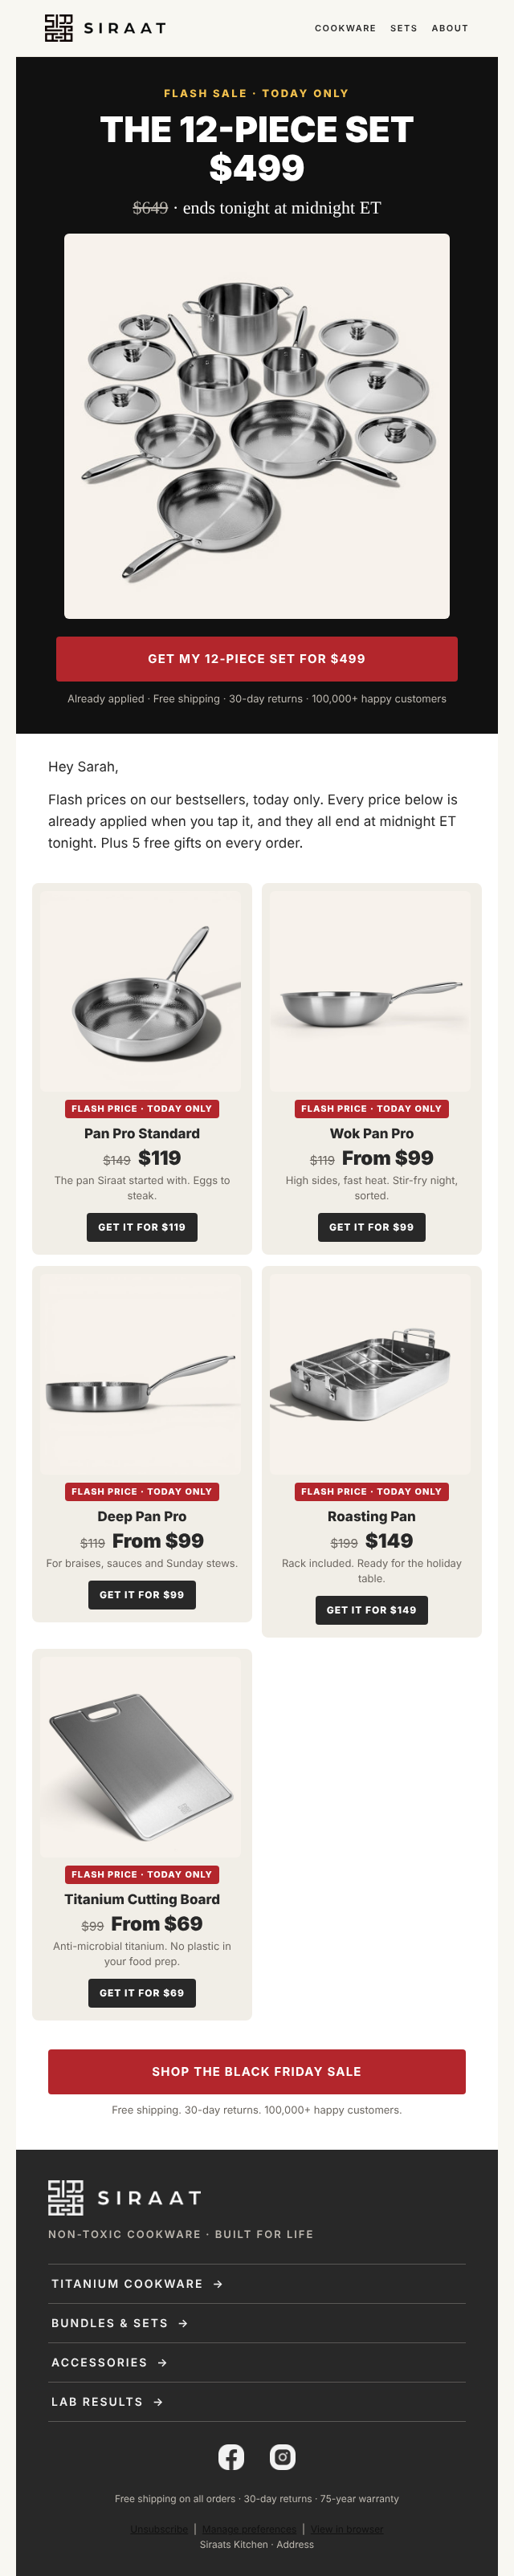 SIRAAT
COOKWARE SETS ABOUT
FLASH SALE · TODAY ONLY
THE 12-PIECE SET
$499
$649 · ends tonight at midnight ET
GET MY 12-PIECE SET FOR $499
Already applied · Free shipping · 30-day returns · 100,000+ happy customers
Hey Sarah,
Flash prices on our bestsellers, today only. Every price below is
already applied when you tap it, and they all end at midnight ET
tonight. Plus 5 free gifts on every order.
FLASH PRICE · TODAY ONLY
Pan Pro Standard
$149 $119
The pan Siraat started with. Eggs to
steak.
GET IT FOR $119
FLASH PRICE · TODAY ONLY
Wok Pan Pro
$119 From $99
High sides, fast heat. Stir-fry night,
sorted.
GET IT FOR $99
FLASH PRICE · TODAY ONLY
Deep Pan Pro
$119 From $99
For braises, sauces and Sunday stews.
GET IT FOR $99
FLASH PRICE · TODAY ONLY
Roasting Pan
$199 $149
Rack included. Ready for the holiday
table.
GET IT FOR $149
FLASH PRICE · TODAY ONLY
Titanium Cutting Board
$99 From $69
Anti-microbial titanium. No plastic in
your food prep.
GET IT FOR $69
SHOP THE BLACK FRIDAY SALE
Free shipping. 30-day returns. 100,000+ happy customers.
SIRAAT
NON-TOXIC COOKWARE · BUILT FOR LIFE
TITANIUM COOKWARE →
BUNDLES & SETS →
ACCESSORIES →
LAB RESULTS →
Free shipping on all orders · 30-day returns · 75-year warranty
Unsubscribe | Manage preferences | View in browser
Siraats Kitchen · Address